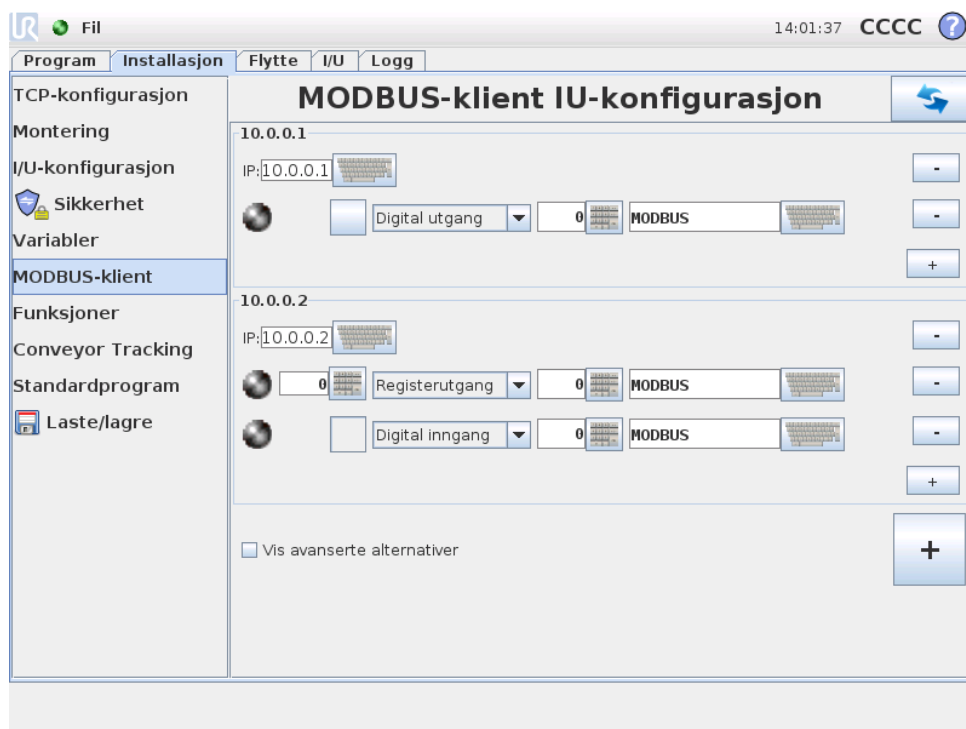 UR Fil 14:01:37 CCCC ?
Program Installasjon Flytte I/U Logg
TCP-konfigurasjon
Montering
I/U-konfigurasjon
Sikkerhet
Variabler
MODBUS-klient
Funksjoner
Conveyor Tracking
Standardprogram
Laste/lagre
MODBUS-klient IU-konfigurasjon
10.0.0.1
IP: 10.0.0.1 -
Digital utgang 0 MODBUS -
+
10.0.0.2
IP: 10.0.0.2 -
0 Registerutgang 0 MODBUS -
Digital inngang 0 MODBUS -
+
Vis avanserte alternativer +